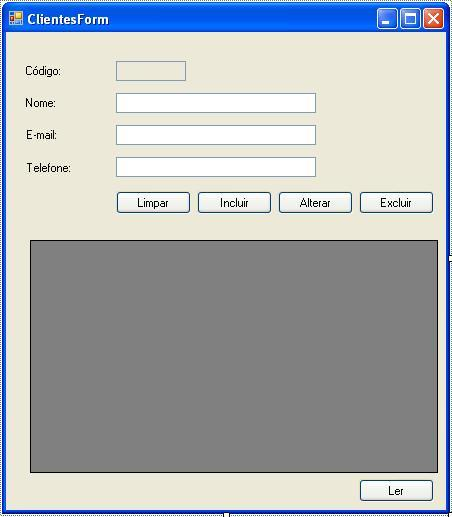 ClientesForm
Código:
Nome:
E-mail:
Telefone:
Limpar Incluir Alterar Excluir
Ler